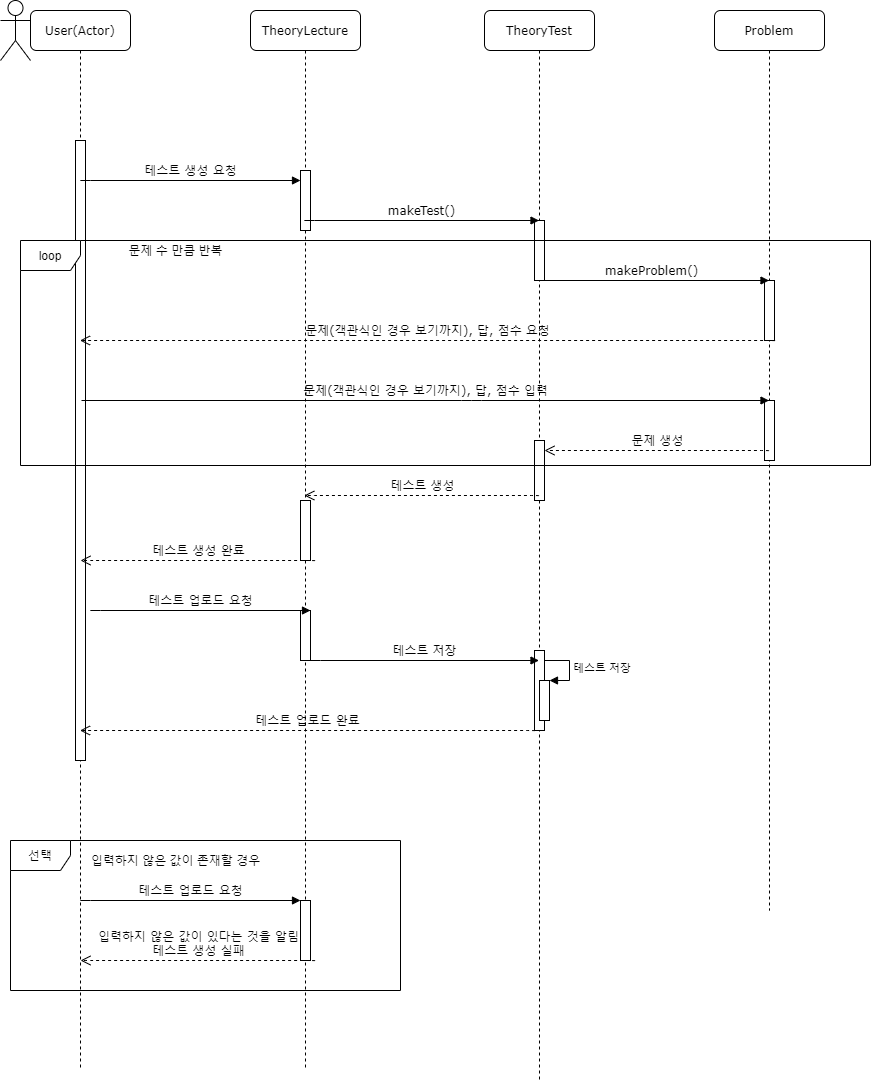 User(Actor)
TheoryLecture
TheoryTest
Problem
테스트 생성 요청
makeTest()
loop
문제 수 만큼 반복
makeProblem()
문제(객관식인 경우 보기까지), 답, 점수 요청
문제(객관식인 경우 보기까지), 답, 점수 입력
문제 생성
테스트 생성
테스트 생성 완료
테스트 업로드 요청
테스트 저장
테스트 저장
테스트 업로드 완료
선택
입력하지 않은 값이 존재할 경우
테스트 업로드 요청
입력하지 않은 값이 있다는 것을 알림
테스트 생성 실패